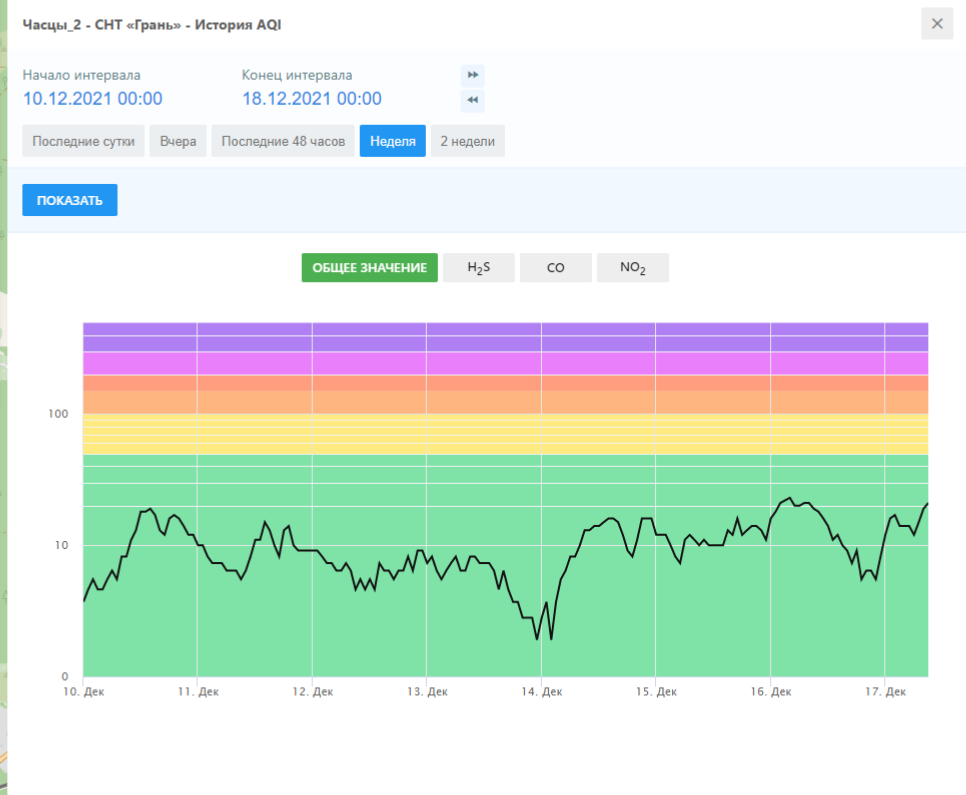 Часцы_2 - СНТ «Грань» - История AQI
Начало интервала Конец интервала
10.12.2021 00:00 18.12.2021 00:00
Последние сутки Вчера Последние 48 часов Неделя 2 недели
ПОКАЗАТЬ
ОБЩЕЕ ЗНАЧЕНИЕ H₂S CO NO₂
100
10
0
10. Дек 11. Дек 12. Дек 13. Дек 14. Дек 15. Дек 16. Дек 17. Дек